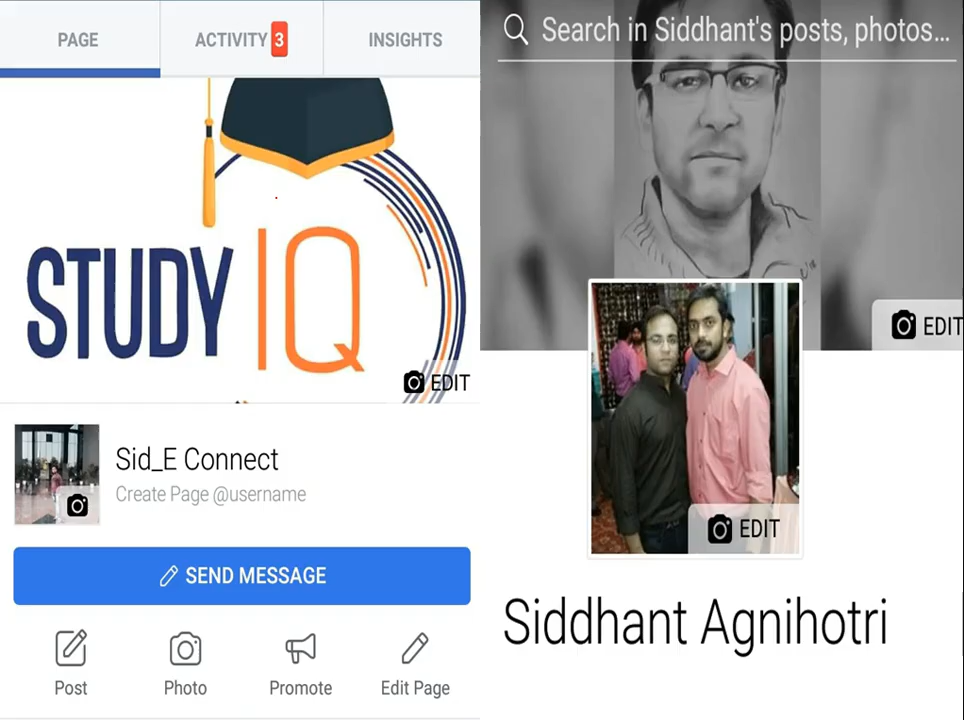 PAGE
ACTIVITY 3
INSIGHTS
STUDY IQ
EDIT
Sid_E Connect
Create Page @username
SEND MESSAGE
Post
Photo
Promote
Edit Page
Search in Siddhant's posts, photos...
EDIT
EDIT
Siddhant Agnihotri